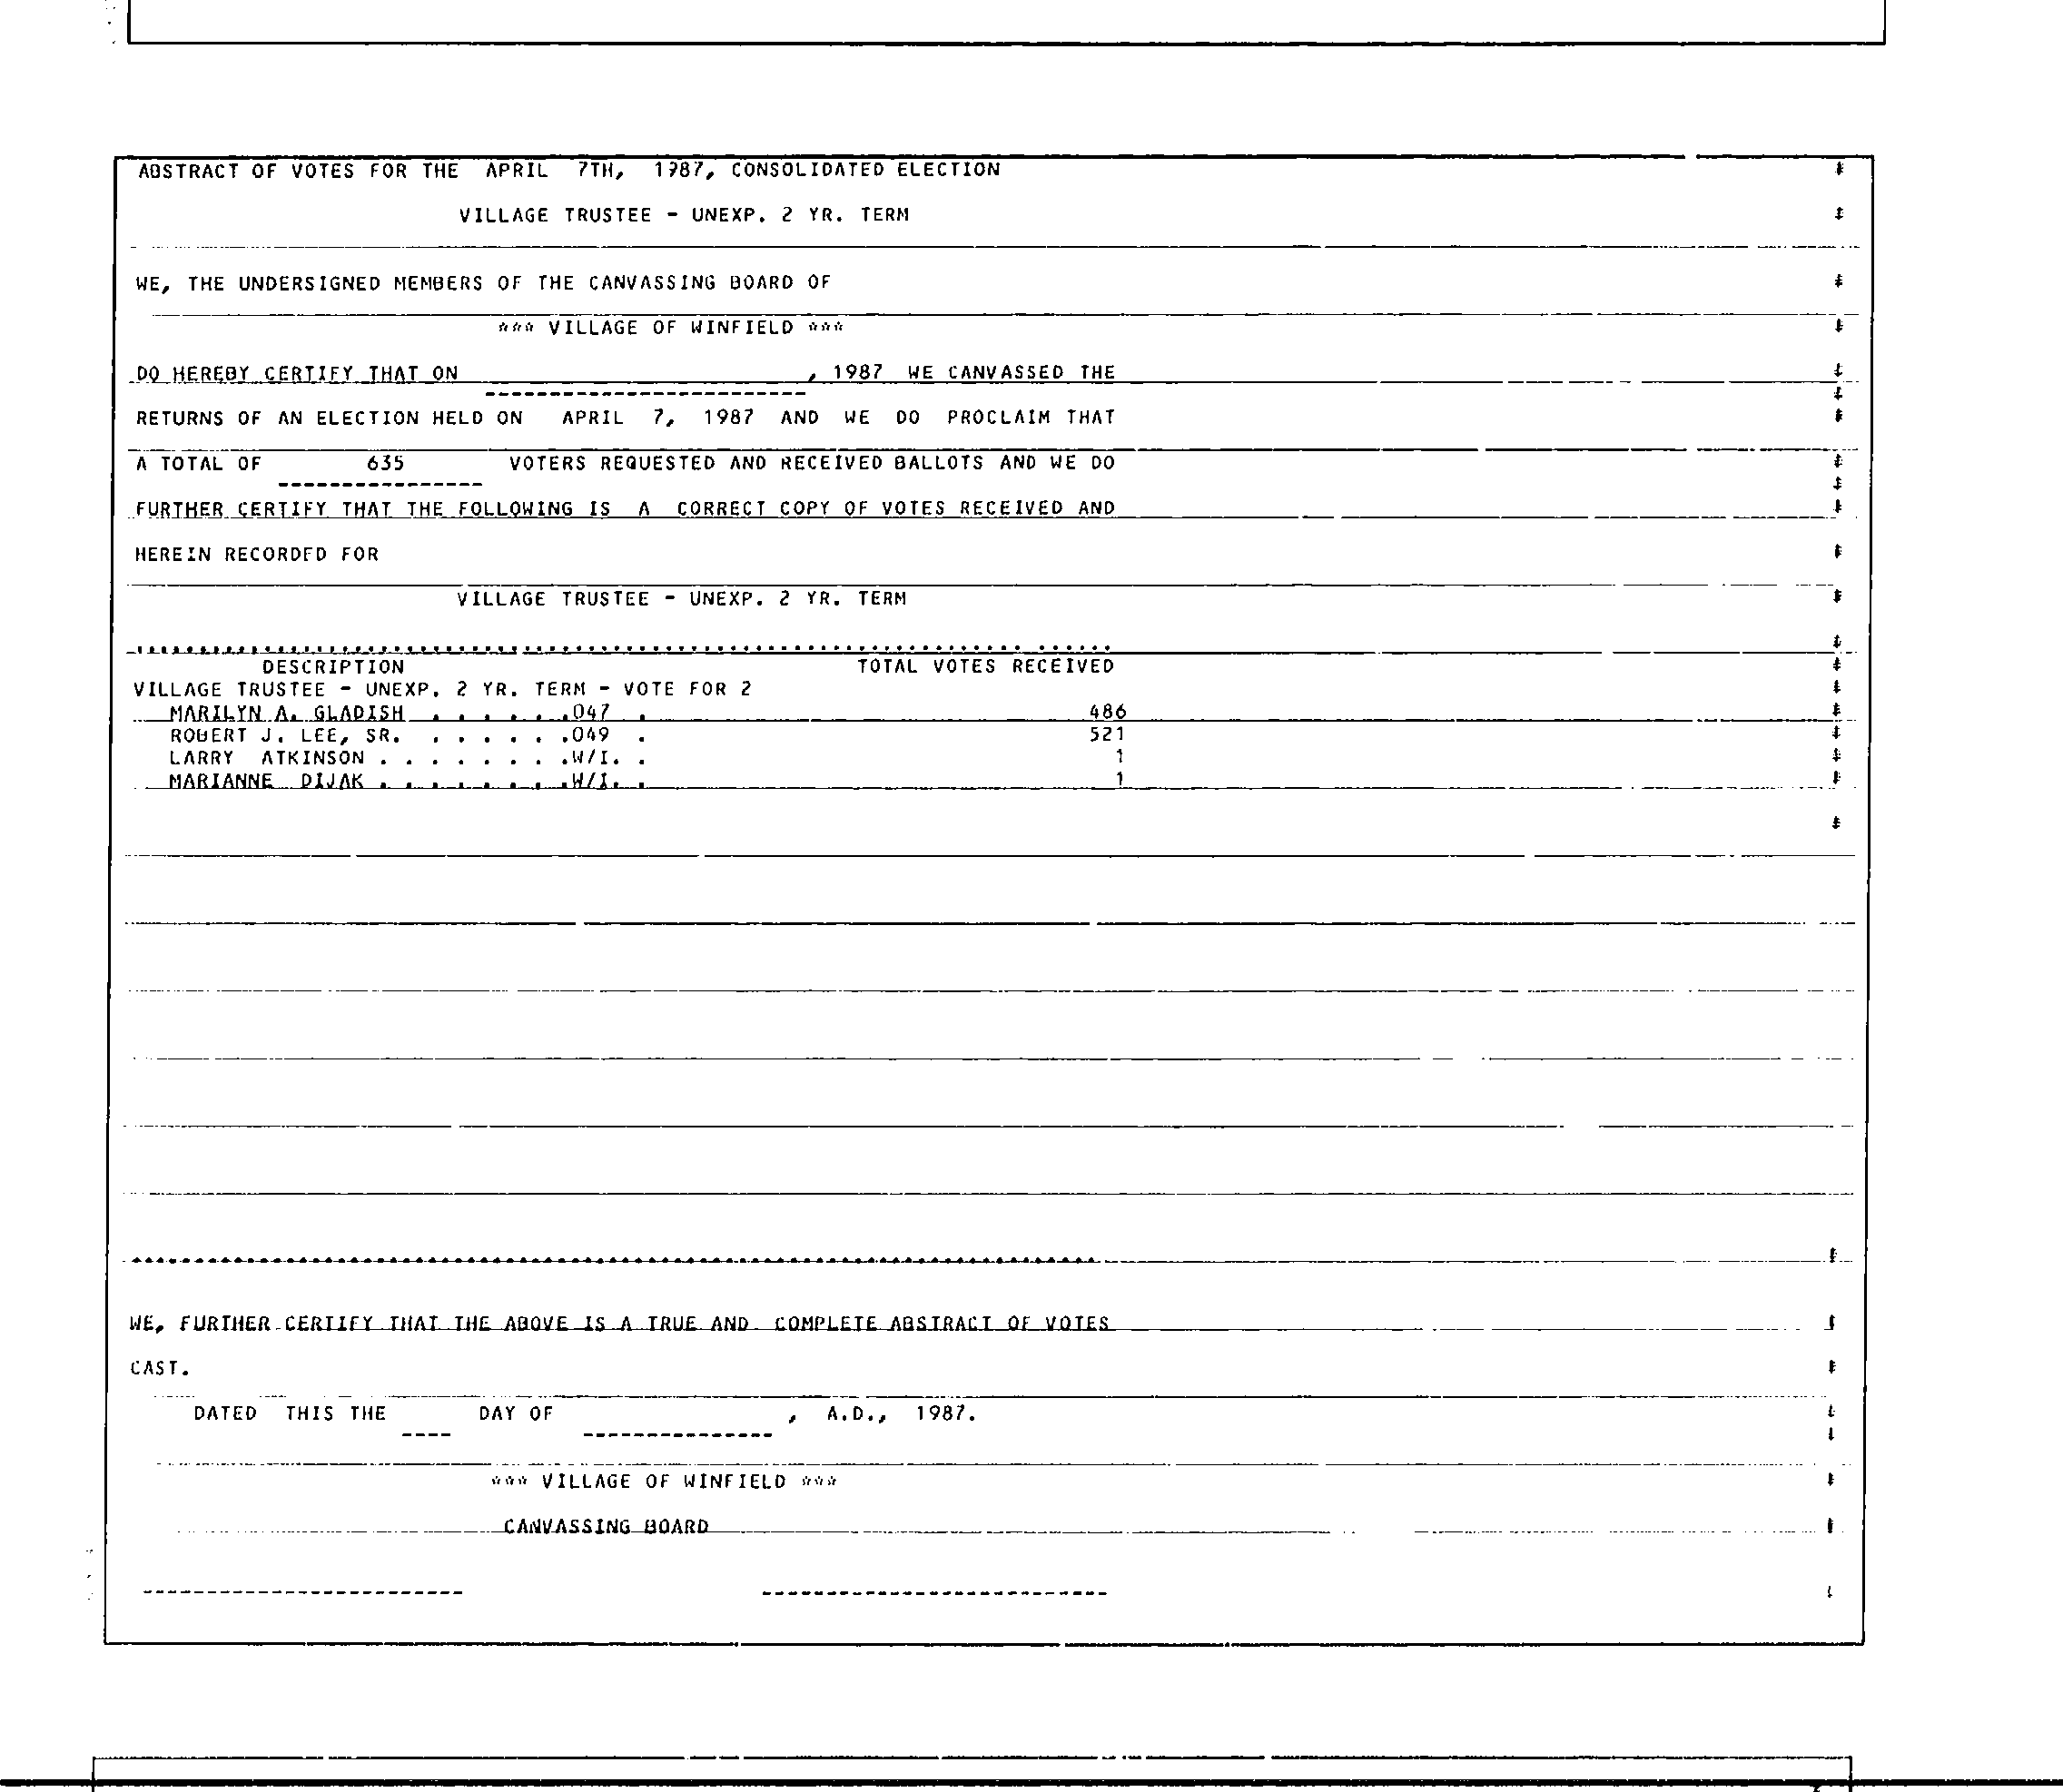 ABSTRACT OF VOTES FOR THE APRIL 7TH, 1987, CONSOLIDATED ELECTION
VILLAGE TRUSTEE - UNEXP. 2 YR. TERM
WE, THE UNDERSIGNED MEMBERS OF THE CANVASSING BOARD OF
*** VILLAGE OF WINFIELD ***
DO HEREBY CERTIFY THAT ON , 1987 WE CANVASSED THE
RETURNS OF AN ELECTION HELD ON APRIL 7, 1987 AND WE DO PROCLAIM THAT
A TOTAL OF 635 VOTERS REQUESTED AND RECEIVED BALLOTS AND WE DO
FURTHER CERTIFY THAT THE FOLLOWING IS A CORRECT COPY OF VOTES RECEIVED AND
HEREIN RECORDED FOR
VILLAGE TRUSTEE - UNEXP. 2 YR. TERM
DESCRIPTION TOTAL VOTES RECEIVED
VILLAGE TRUSTEE - UNEXP. 2 YR. TERM - VOTE FOR 2
MARILYN A. GLADISH . . . . . . .047 . 486
ROBERT J. LEE, SR. . . . . . . .049 . 521
LARRY ATKINSON . . . . . . . . .W/I. . 1
MARIANNE DIJAK . . . . . . . . .W/I. . 1
WE, FURTHER CERTIFY THAT THE ABOVE IS A TRUE AND COMPLETE ABSTRACT OF VOTES
CAST.
DATED THIS THE ---- DAY OF --------------- , A.D., 1987.
*** VILLAGE OF WINFIELD ***
CANVASSING BOARD